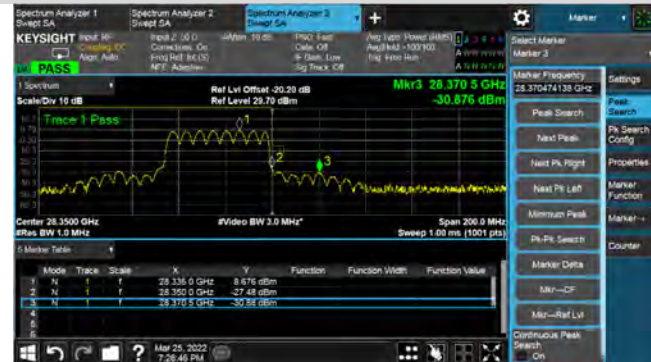 Spectrum Analyzer 1
Swept SA
Spectrum Analyzer 2
Swept SA
Spectrum Analyzer 3
Swept SA
+
Marker
KEYSIGHT
Input: RF
Coupling: DC
Align: Auto
Input Z: 50 Ω
Corrections: On
Freq Ref: Int (S)
NFE: Adaptive
Atten: 10 dB
PNO: Fast
Gate: Off
IF Gain: Low
Sig Track: Off
Avg Type: Power (RMS)
Avg|Hold: >100/100
Trig: Free Run
PASS
Select Marker
Marker 3
Marker Frequency
28.370474138 GHz
Settings
Peak Search
Next Peak
Next Pk Right
Next Pk Left
Minimum Peak
Pk-Pk Search
Marker Delta
Mkr→CF
Mkr→Ref Lvl
Continuous Peak Search
On
Peak Search
Pk Search Config
Properties
Marker Function
Marker→
Counter
1 Spectrum
Scale/Div 10 dB
Ref Lvl Offset -20.20 dB
Ref Level 29.70 dBm
Mkr3 28.370 5 GHz
-30.876 dBm
Trace 1 Pass
1
2
3
Center 28.3500 GHz
#Res BW 1.0 MHz
#Video BW 3.0 MHz*
Span 200.0 MHz
Sweep 1.00 ms (1001 pts)
5 Marker Table
Mode Trace Scale X Y Function Function Width Function Value
1 N 1 f 28.336 0 GHz 8.676 dBm
2 N 1 f 28.350 0 GHz -27.48 dBm
3 N 1 f 28.370 5 GHz -30.88 dBm
4
5
6
Mar 25, 2022
7:26:46 PM